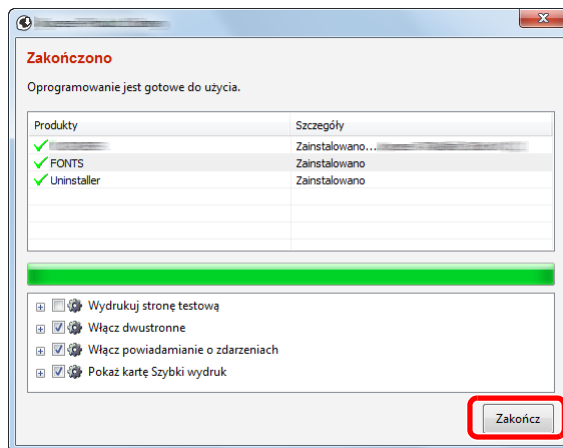 Zakończono
Oprogramowanie jest gotowe do użycia.
Produkty Szczegóły
Zainstalowano...
FONTS Zainstalowano
Uninstaller Zainstalowano
Wydrukuj stronę testową
Włącz dwustronne
Włącz powiadamianie o zdarzeniach
Pokaż kartę Szybki wydruk
Zakończ